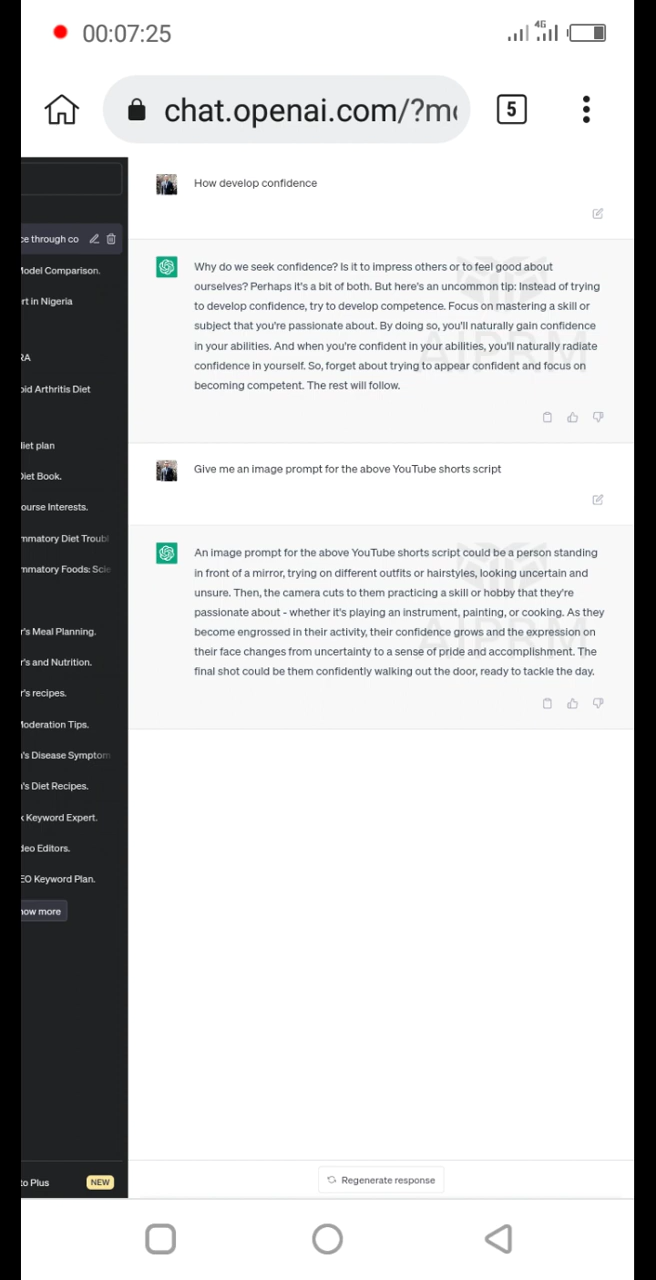 00:07:25
4G
chat.openai.com/?mo
5
ce through co
Model Comparison.
rt in Nigeria
RA
oid Arthritis Diet
diet plan
Diet Book.
ourse Interests.
mmatory Diet Troubl
mmatory Foods: Scie
r's Meal Planning.
r's and Nutrition.
r's recipes.
Moderation Tips.
n's Disease Symptom
n's Diet Recipes.
k Keyword Expert.
deo Editors.
EO Keyword Plan.
how more
to Plus
NEW
How develop confidence
Why do we seek confidence? Is it to impress others or to feel good about
ourselves? Perhaps it's a bit of both. But here's an uncommon tip: Instead of trying
to develop confidence, try to develop competence. Focus on mastering a skill or
subject that you're passionate about. By doing so, you'll naturally gain confidence
in your abilities. And when you're confident in your abilities, you'll naturally radiate
confidence in yourself. So, forget about trying to appear confident and focus on
becoming competent. The rest will follow.
AIPRM
Give me an image prompt for the above YouTube shorts script
An image prompt for the above YouTube shorts script could be a person standing
in front of a mirror, trying on different outfits or hairstyles, looking uncertain and
unsure. Then, the camera cuts to them practicing a skill or hobby that they're
passionate about - whether it's playing an instrument, painting, or cooking. As they
become engrossed in their activity, their confidence grows and the expression on
their face changes from uncertainty to a sense of pride and accomplishment. The
final shot could be them confidently walking out the door, ready to tackle the day.
AIPRM
Regenerate response